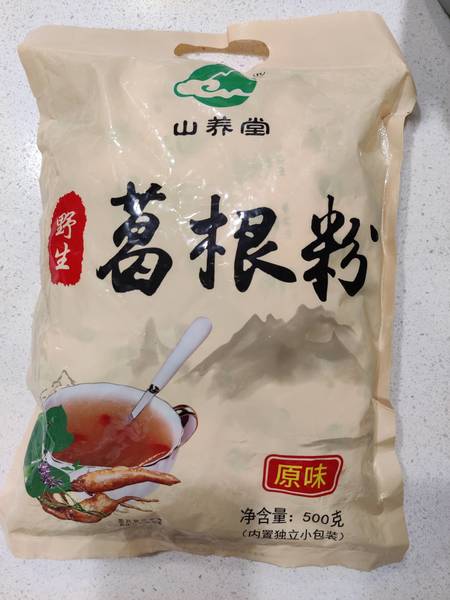 山养堂
野生
葛根粉
原味
净含量：500克
（内置独立小包装）